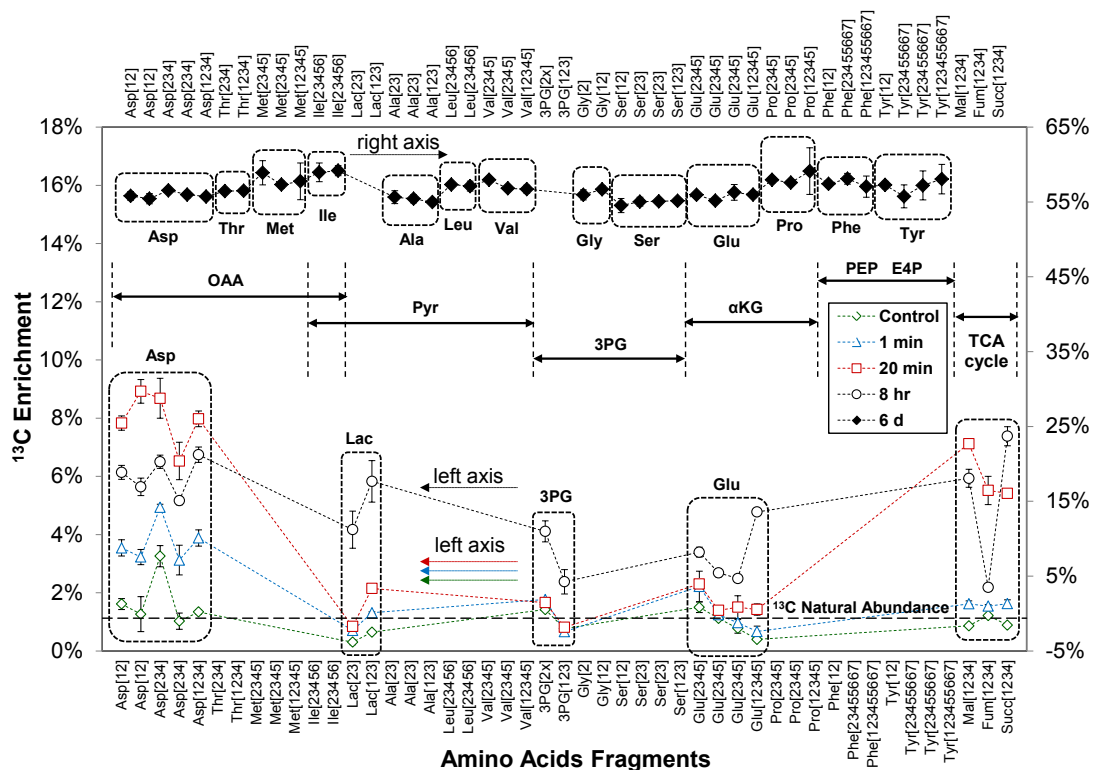 Asp[12]
Asp[12]
Asp[234]
Asp[234]
Asp[1234]
Thr[234]
Thr[1234]
Met[2345]
Met[2345]
Met[12345]
Ile[23456]
Ile[23456]
Lac[23]
Lac[123]
Ala[23]
Ala[23]
Ala[123]
Leu[23456]
Leu[23456]
Val[2345]
Val[2345]
Val[12345]
3PG[2x]
3PG[123]
Gly[2]
Gly[12]
Ser[12]
Ser[23]
Ser[23]
Ser[123]
Glu[2345]
Glu[2345]
Glu[2345]
Glu[12345]
Pro[2345]
Pro[2345]
Pro[12345]
Phe[12]
Phe[23455667]
Phe[123455667]
Tyr[12]
Tyr[23455667]
Tyr[23455667]
Tyr[123455667]
Mal[1234]
Fum[1234]
Succ[1234]
18%
16%
14%
12%
10%
8%
6%
4%
2%
0%
13C Enrichment
65%
55%
45%
35%
25%
15%
5%
-5%
right axis
Asp
Thr
Met
Ile
Ala
Leu
Val
Gly
Ser
Glu
Pro
Phe
Tyr
OAA
Pyr
3PG
αKG
PEP E4P
TCA
cycle
Control
1 min
20 min
8 hr
6 d
Asp
Lac
left axis
left axis
3PG
Glu
13C Natural Abundance
Asp[12]
Asp[12]
Asp[234]
Asp[234]
Asp[1234]
Thr[234]
Thr[1234]
Met[2345]
Met[2345]
Met[12345]
Ile[23456]
Ile[23456]
Lac[23]
Lac[123]
Ala[23]
Ala[23]
Ala[123]
Leu[23456]
Leu[23456]
Val[2345]
Val[2345]
Val[12345]
3PG[2x]
3PG[123]
Gly[2]
Gly[12]
Ser[12]
Ser[23]
Ser[23]
Ser[123]
Glu[2345]
Glu[2345]
Glu[2345]
Glu[12345]
Pro[2345]
Pro[2345]
Pro[12345]
Phe[12]
Phe[23455667]
Phe[123455667]
Tyr[12]
Tyr[23455667]
Tyr[23455667]
Tyr[123455667]
Mal[1234]
Fum[1234]
Succ[1234]
Amino Acids Fragments